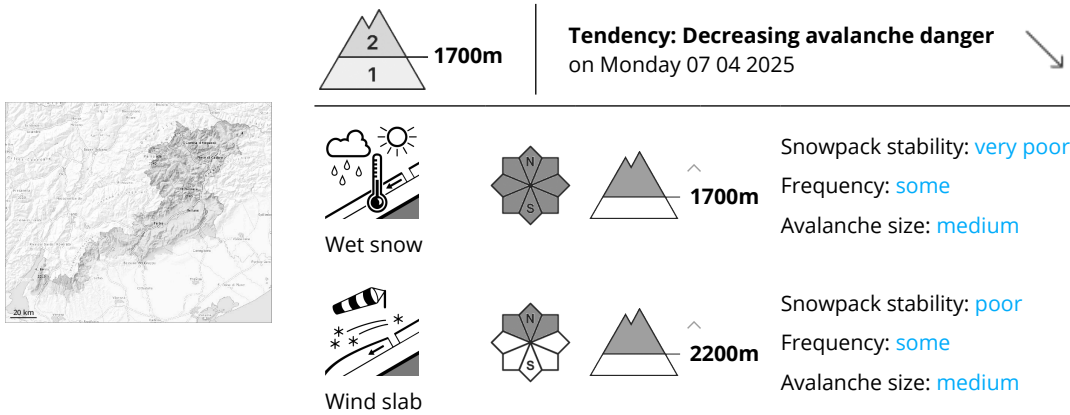 2
1700m
1
Tendency: Decreasing avalanche danger
on Monday 07 04 2025
20 km
Wet snow
N
S
1700m
Snowpack stability: very poor
Frequency: some
Avalanche size: medium
Wind slab
N
S
2200m
Snowpack stability: poor
Frequency: some
Avalanche size: medium